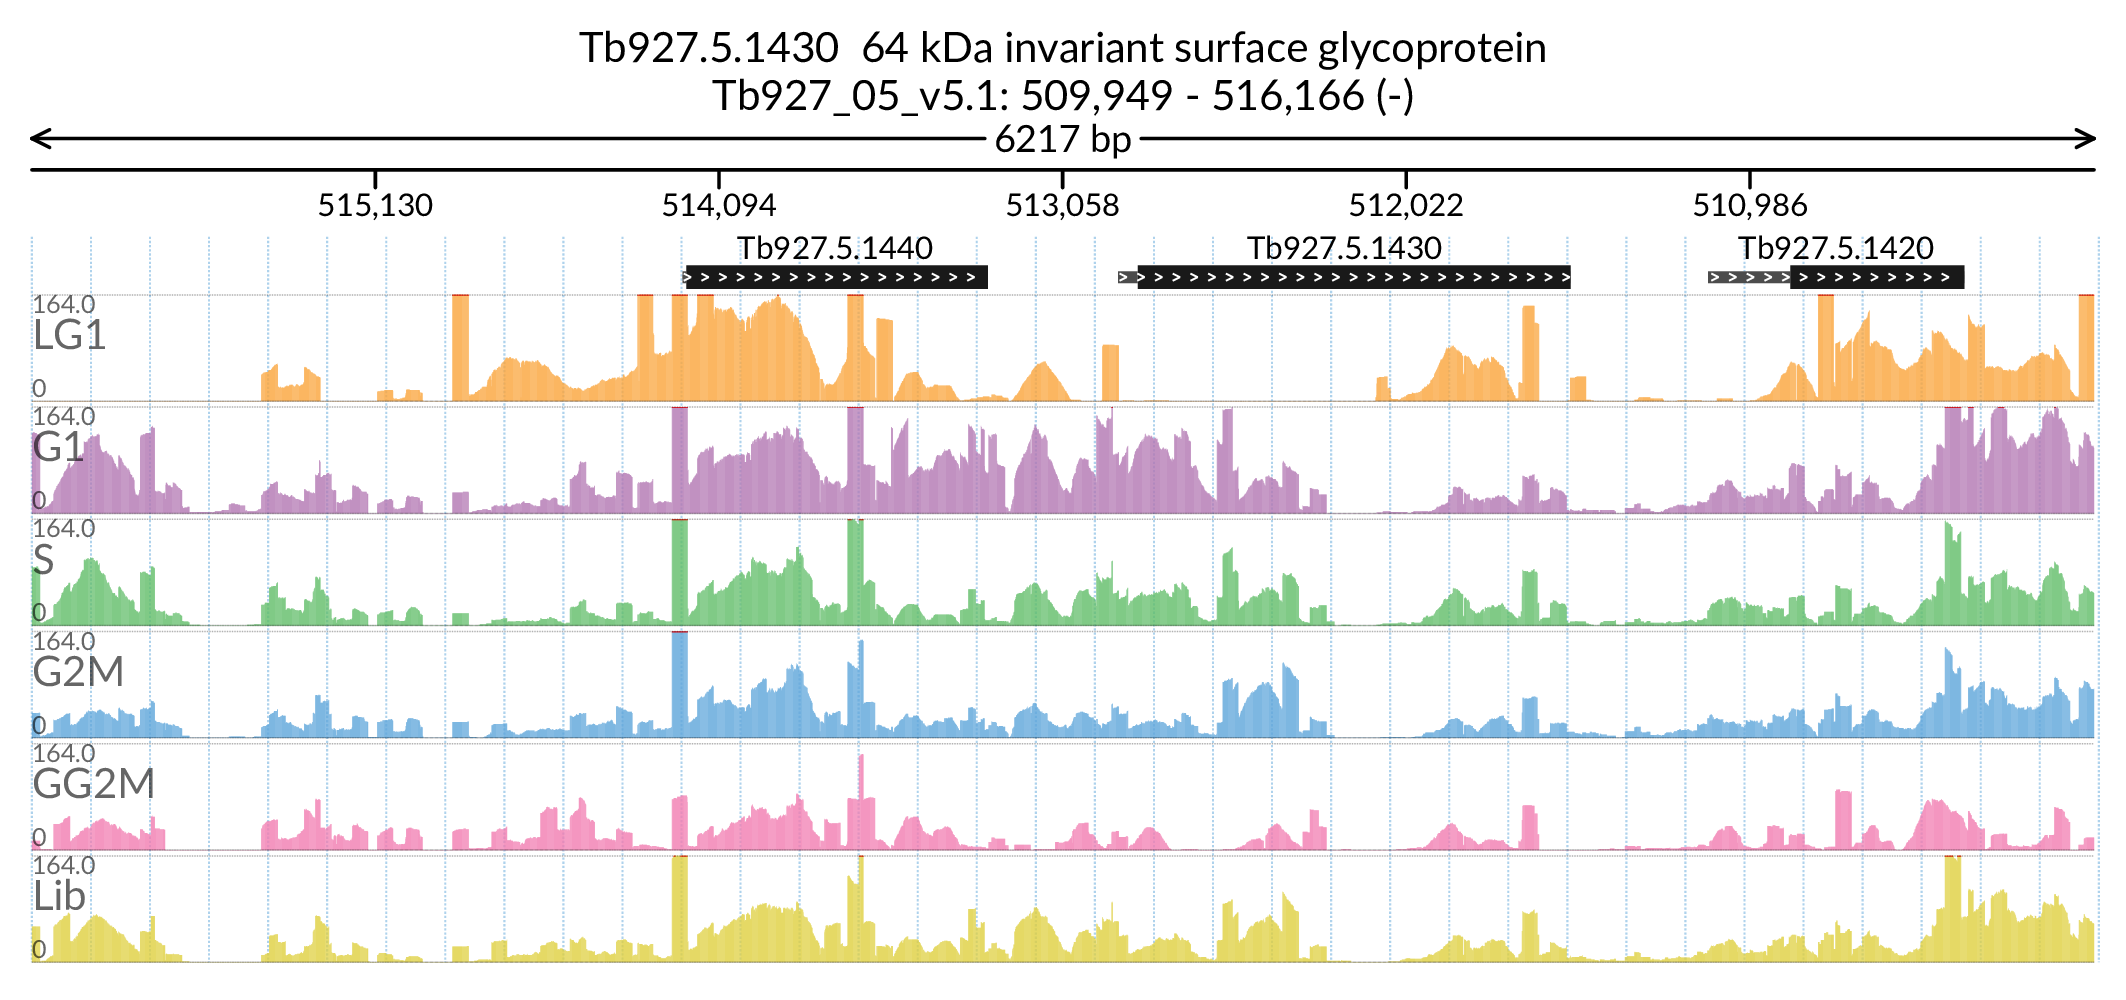 Tb927.5.1430  64 kDa invariant surface glycoprotein
Tb927_05_v5.1: 509,949 - 516,166 (-)
6217 bp
515,130 514,094 513,058 512,022 510,986
Tb927.5.1440 Tb927.5.1430 Tb927.5.1420
164.0
LG1
0
164.0
G1
0
164.0
S
0
164.0
G2M
0
164.0
GG2M
0
164.0
Lib
0